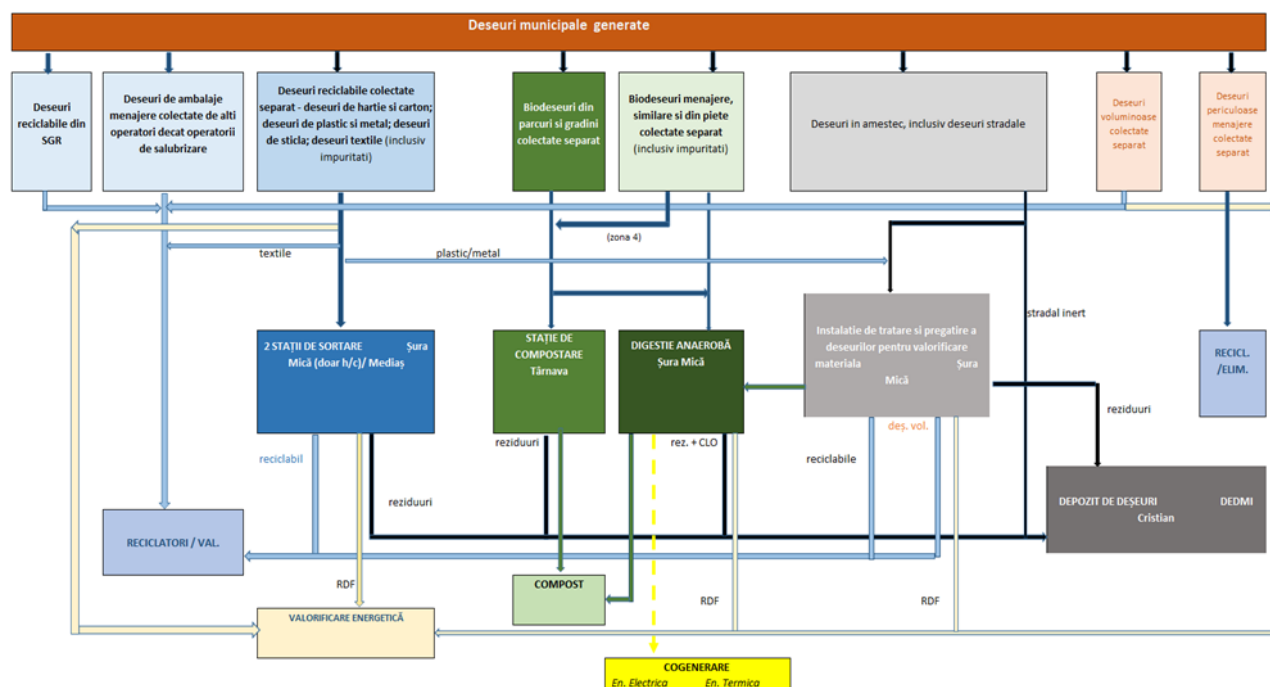 Deseuri municipale generate
Deseuri
reciclabile din
SGR
Deseuri de ambalaje
menajere colectate de alti
operatori decat operatorii
de salubrizare
Deseuri reciclabile colectate
separat - deseuri de hartie si carton;
deseuri de plastic si metal; deseuri
de sticla; deseuri textile (inclusiv
impuritati)
Biodeseuri din
parcuri si gradini
colectate separat
Biodeseuri menajere,
similare si din piete
colectate separat
(inclusiv impuritati)
Deseuri in amestec, inclusiv deseuri stradale
Deseuri
voluminoase
colectate
separat
Deseuri
periculoase
menajere
colectate
separat
(zona 4)
textile
plastic/metal
stradal inert
2 STAȚII DE SORTARE Șura
Mică (doar h/c)/ Mediaș
STAȚIE DE
COMPOSTARE
Târnava
DIGESTIE ANAEROBĂ
Șura Mică
Instalatie de tratare si pregatire a
deseurilor pentru valorificare
materiala Șura
Mică
RECICL.
/ELIM.
reziduuri
reciclabil
reziduuri
reziduuri
rez. + CLO
reciclabile
deș. vol.
DEPOZIT DE DEȘEURI DEDMI
Cristian
RECICLATORI / VAL.
COMPOST
RDF
RDF
RDF
VALORIFICARE ENERGETICĂ
COGENERARE
En. Electrica En. Termica